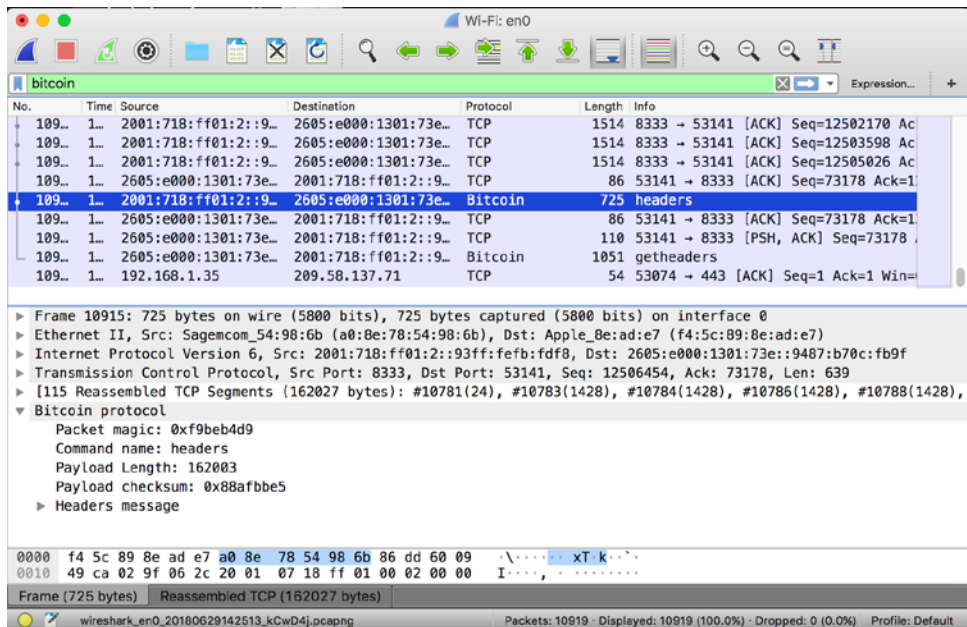 Wi-Fi: en0
bitcoin Expression... +
No. Time Source Destination Protocol Length Info
109… 1… 2001:718:ff01:2::9… 2605:e000:1301:73e… TCP 1514 8333 → 53141 [ACK] Seq=12502170 Ac
109… 1… 2001:718:ff01:2::9… 2605:e000:1301:73e… TCP 1514 8333 → 53141 [ACK] Seq=12503598 Ac
109… 1… 2001:718:ff01:2::9… 2605:e000:1301:73e… TCP 1514 8333 → 53141 [ACK] Seq=12505026 Ac
109… 1… 2605:e000:1301:73e… 2001:718:ff01:2::9… TCP 86 53141 → 8333 [ACK] Seq=73178 Ack=1
109… 1… 2001:718:ff01:2::9… 2605:e000:1301:73e… Bitcoin 725 headers
109… 1… 2605:e000:1301:73e… 2001:718:ff01:2::9… TCP 86 53141 → 8333 [ACK] Seq=73178 Ack=1
109… 1… 2605:e000:1301:73e… 2001:718:ff01:2::9… TCP 110 53141 → 8333 [PSH, ACK] Seq=73178
109… 1… 2605:e000:1301:73e… 2001:718:ff01:2::9… Bitcoin 1051 getheaders
109… 1… 192.168.1.35 209.58.137.71 TCP 54 53074 → 443 [ACK] Seq=1 Ack=1 Win=
Frame 10915: 725 bytes on wire (5800 bits), 725 bytes captured (5800 bits) on interface 0
Ethernet II, Src: Sagemcom_54:98:6b (a0:8e:78:54:98:6b), Dst: Apple_8e:ad:e7 (f4:5c:89:8e:ad:e7)
Internet Protocol Version 6, Src: 2001:718:ff01:2::93ff:fefb:fdf8, Dst: 2605:e000:1301:73e::9487:b70c:fb9f
Transmission Control Protocol, Src Port: 8333, Dst Port: 53141, Seq: 12506454, Ack: 73178, Len: 639
[115 Reassembled TCP Segments (162027 bytes): #10781(24), #10783(1428), #10784(1428), #10786(1428), #10788(1428),
Bitcoin protocol
Packet magic: 0xf9beb4d9
Command name: headers
Payload Length: 162003
Payload checksum: 0x88afbbe5
Headers message
0000 f4 5c 89 8e ad e7 a0 8e 78 54 98 6b 86 dd 60 09 ·\······ xT·k··`·
0010 49 ca 02 9f 06 2c 20 01 07 18 ff 01 00 02 00 00 I····, · ········
Frame (725 bytes) Reassembled TCP (162027 bytes)
wireshark_en0_20180629142513_kCwD4j.pcapng Packets: 10919 · Displayed: 10919 (100.0%) · Dropped: 0 (0.0%) Profile: Default